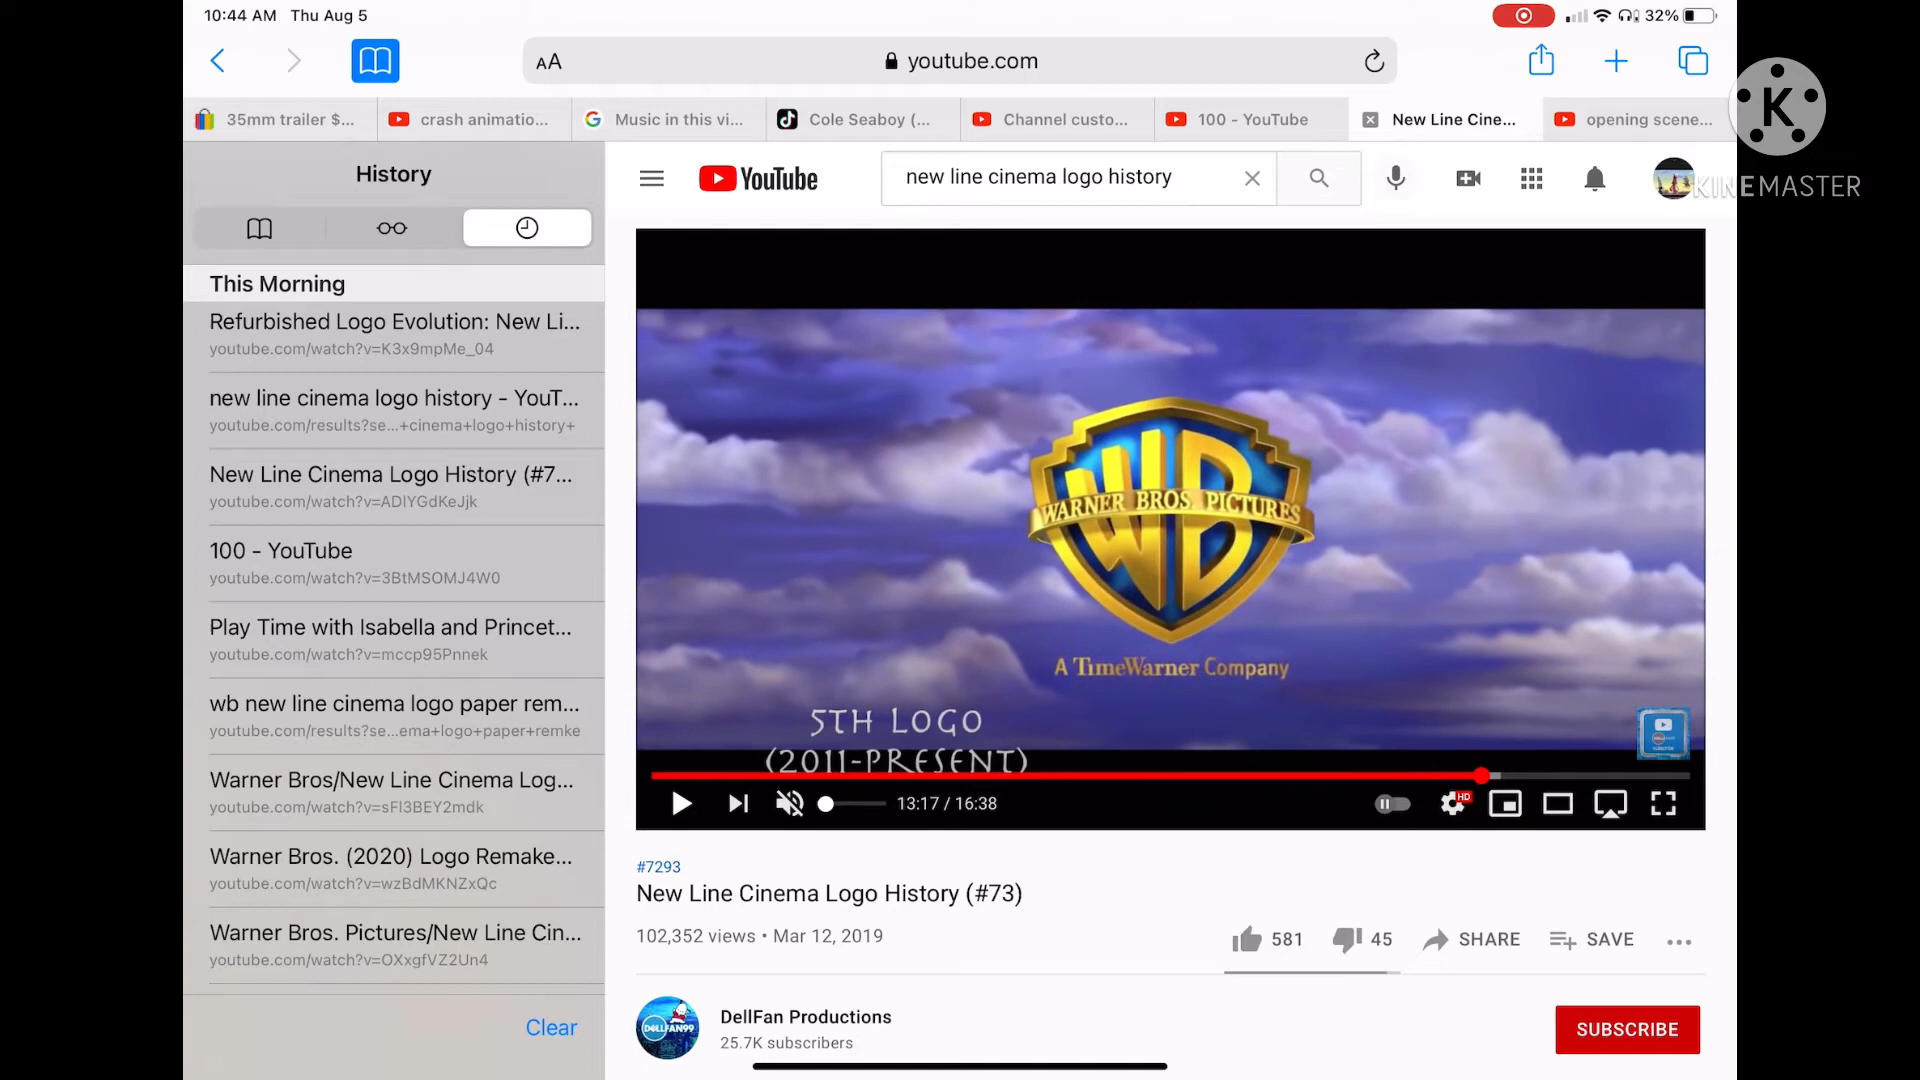 10:44 AM Thu Aug 5
32%
AA
youtube.com
35mm trailer $...
crash animatio...
Music in this vi...
Cole Seaboy (...
Channel custo...
100 - YouTube
New Line Cine...
opening scene...
K
KINEMASTER
History
YouTube
new line cinema logo history
This Morning
Refurbished Logo Evolution: New Li...
youtube.com/watch?v=K3x9mpMe_04
new line cinema logo history - YouT...
youtube.com/results?se...+cinema+logo+history+
New Line Cinema Logo History (#7...
youtube.com/watch?v=ADlYGdKeJjk
100 - YouTube
youtube.com/watch?v=3BtMSOMJ4W0
Play Time with Isabella and Princet...
youtube.com/watch?v=mccp95Pnnek
wb new line cinema logo paper rem...
youtube.com/results?se...ema+logo+paper+remke
Warner Bros/New Line Cinema Log...
youtube.com/watch?v=sFl3BEY2mdk
Warner Bros. (2020) Logo Remake...
youtube.com/watch?v=wzBdMKNZxQc
Warner Bros. Pictures/New Line Cin...
youtube.com/watch?v=OXxgfVZ2Un4
Clear
WB
WARNER BROS. PICTURES
A TimeWarner Company
5TH LOGO
(2011-PRESENT)
13:17 / 16:38
HD
#7293
New Line Cinema Logo History (#73)
102,352 views • Mar 12, 2019
581
45
SHARE
SAVE
DELLFAN99
DellFan Productions
25.7K subscribers
SUBSCRIBE